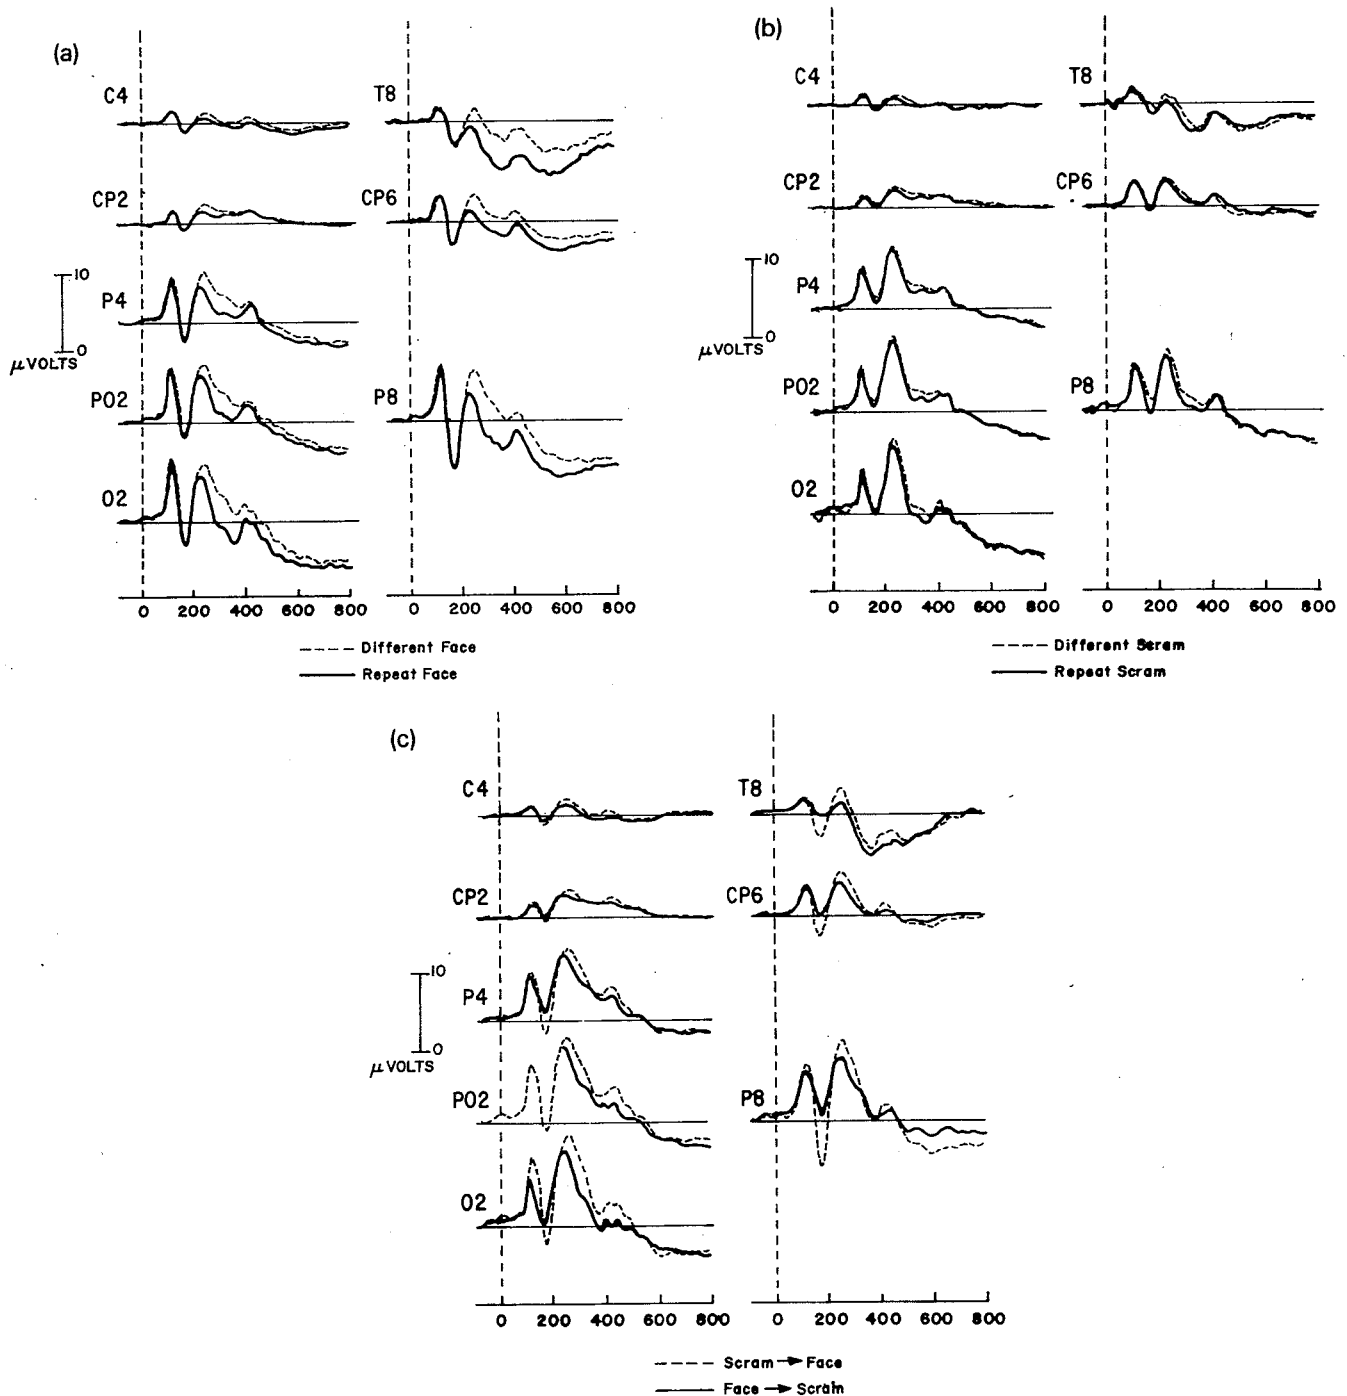 (a)
C4
T8
CP2
CP6
10
P4
0
μVOLTS
PO2
P8
O2
0 200 400 600 800
0 200 400 600 800
Different Face
Repeat Face
(b)
C4
T8
CP2
CP6
10
P4
0
μVOLTS
PO2
P8
O2
0 200 400 600 800
0 200 400 600 800
Different Scram
Repeat Scram
(c)
C4
T8
CP2
CP6
10
P4
0
μVOLTS
PO2
P8
O2
0 200 400 600 800
0 200 400 600 800
Scram → Face
Face → Scram